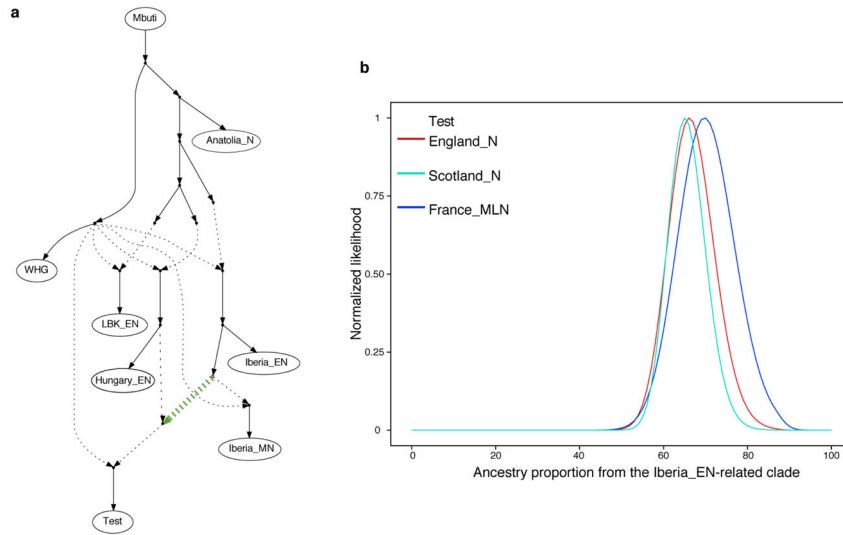 a
Mbuti
Anatolia_N
WHG
LBK_EN
Hungary_EN
Iberia_EN
Iberia_MN
Test
b
Test
England_N
Scotland_N
France_MLN
Normalized likelihood
1
0.75
0.50
0.25
0
0 20 40 60 80 100
Ancestry proportion from the Iberia_EN-related clade